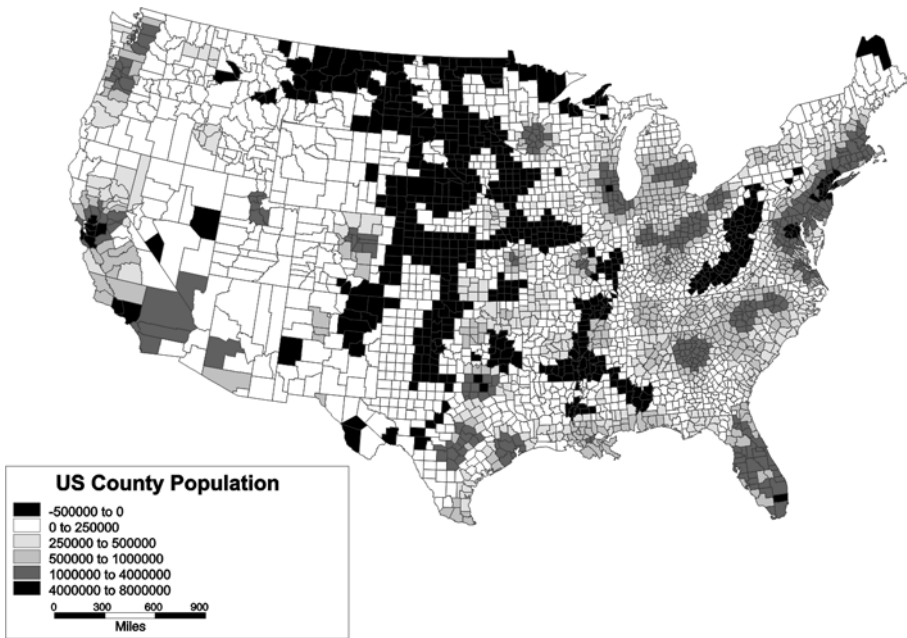 US County Population
-500000 to 0
0 to 250000
250000 to 500000
500000 to 1000000
1000000 to 4000000
4000000 to 8000000
0 300 600 900
Miles